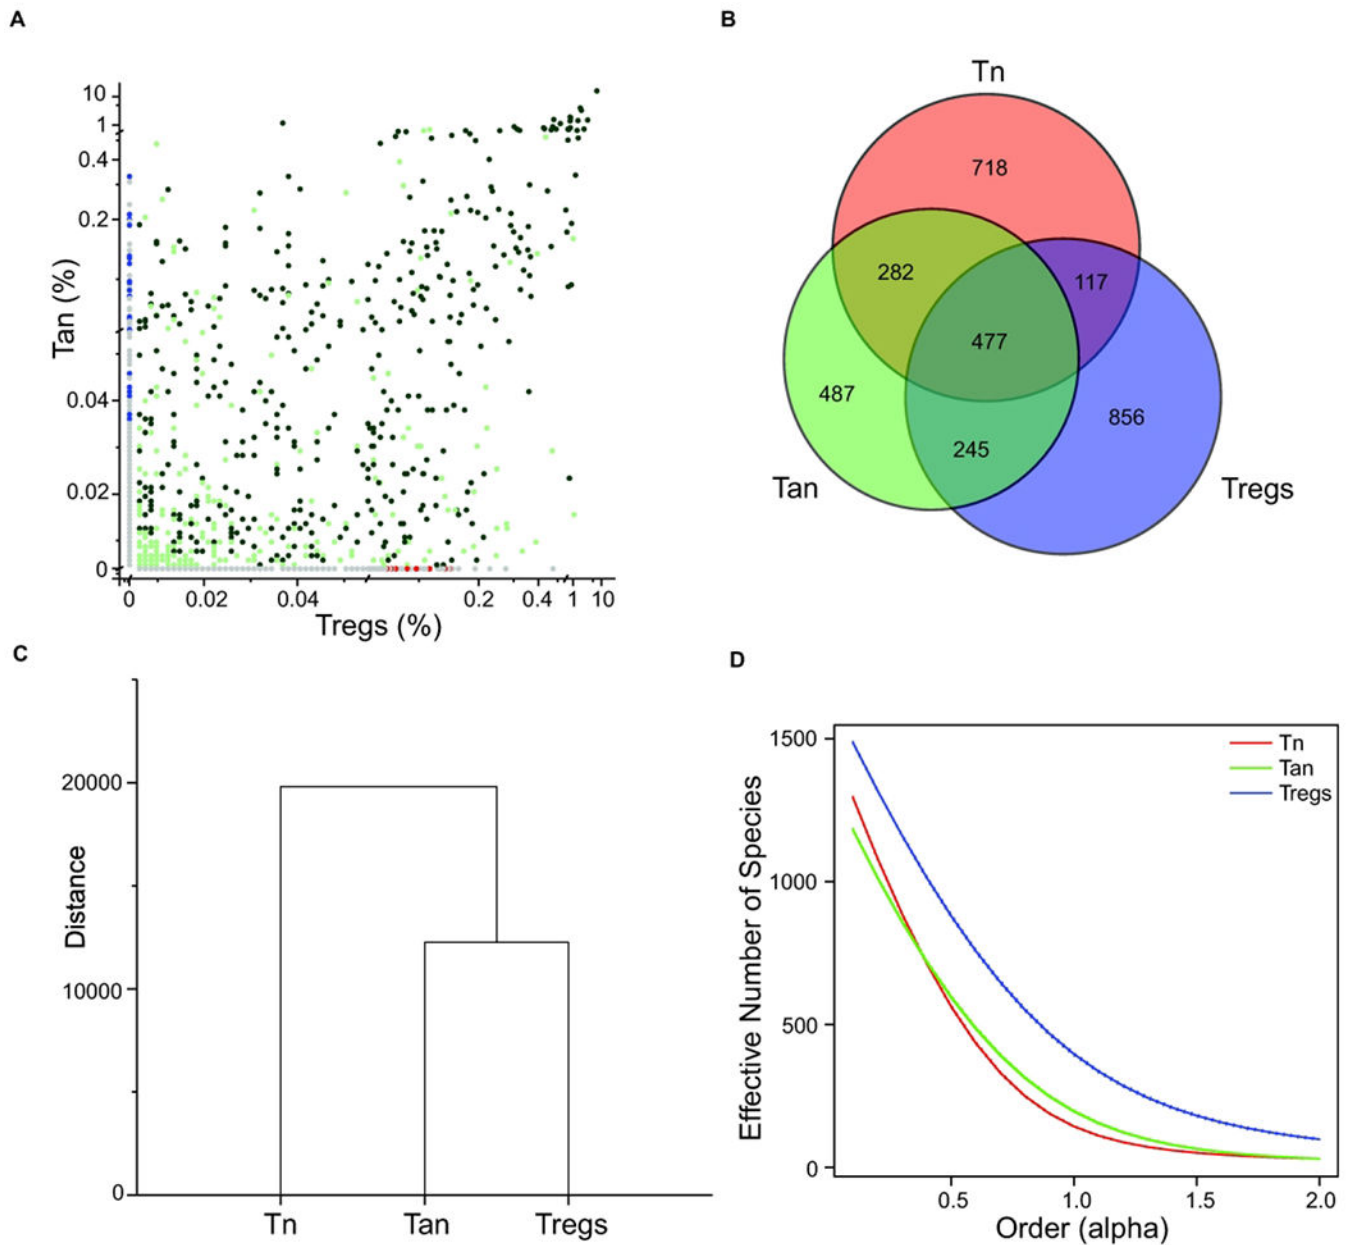 A
Tan (%)
10
1
0.4
0.2
0.04
0.02
0
0 0.02 0.04 0.2 0.4 1 10
Tregs (%)
B
Tn
718
282
117
477
487
856
245
Tan
Tregs
C
Distance
20000
10000
0
Tn Tan Tregs
D
Effective Number of Species
1500
1000
500
0
Tn
Tan
Tregs
0.5 1.0 1.5 2.0
Order (alpha)